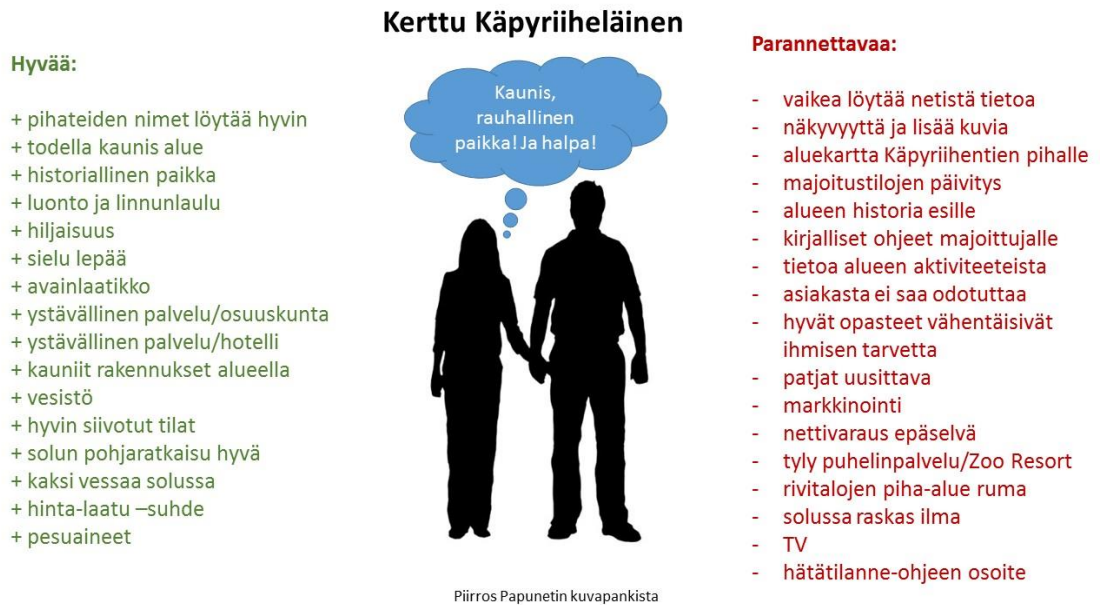 Kerttu Käpyriiheläinen
Hyvää:
+ pihateiden nimet löytää hyvin
+ todella kaunis alue
+ historiallinen paikka
+ luonto ja linnunlaulu
+ hiljaisuus
+ sielu lepää
+ avainlaatikko
+ ystävällinen palvelu/osuuskunta
+ ystävällinen palvelu/hotelli
+ kauniit rakennukset alueella
+ vesistö
+ hyvin siivotut tilat
+ solun pohjaratkaisu hyvä
+ kaksi vessaa solussa
+ hinta-laatu –suhde
+ pesuaineet
Kaunis,
rauhallinen
paikka! Ja halpa!
Parannettavaa:
- vaikea löytää netistä tietoa
- näkyvyyttä ja lisää kuvia
- aluekartta Käpyriihentien pihalle
- majoitustilojen päivitys
- alueen historia esille
- kirjalliset ohjeet majoittujalle
- tietoa alueen aktiviteeteista
- asiakasta ei saa odotuttaa
- hyvät opasteet vähentäisivät
ihmisen tarvetta
- patjat uusittava
- markkinointi
- nettivaraus epäselvä
- tyly puhelinpalvelu/Zoo Resort
- rivitalojen piha-alue ruma
- solussa raskas ilma
- TV
- hätätilanne-ohjeen osoite
Piirros Papunetin kuvapankista